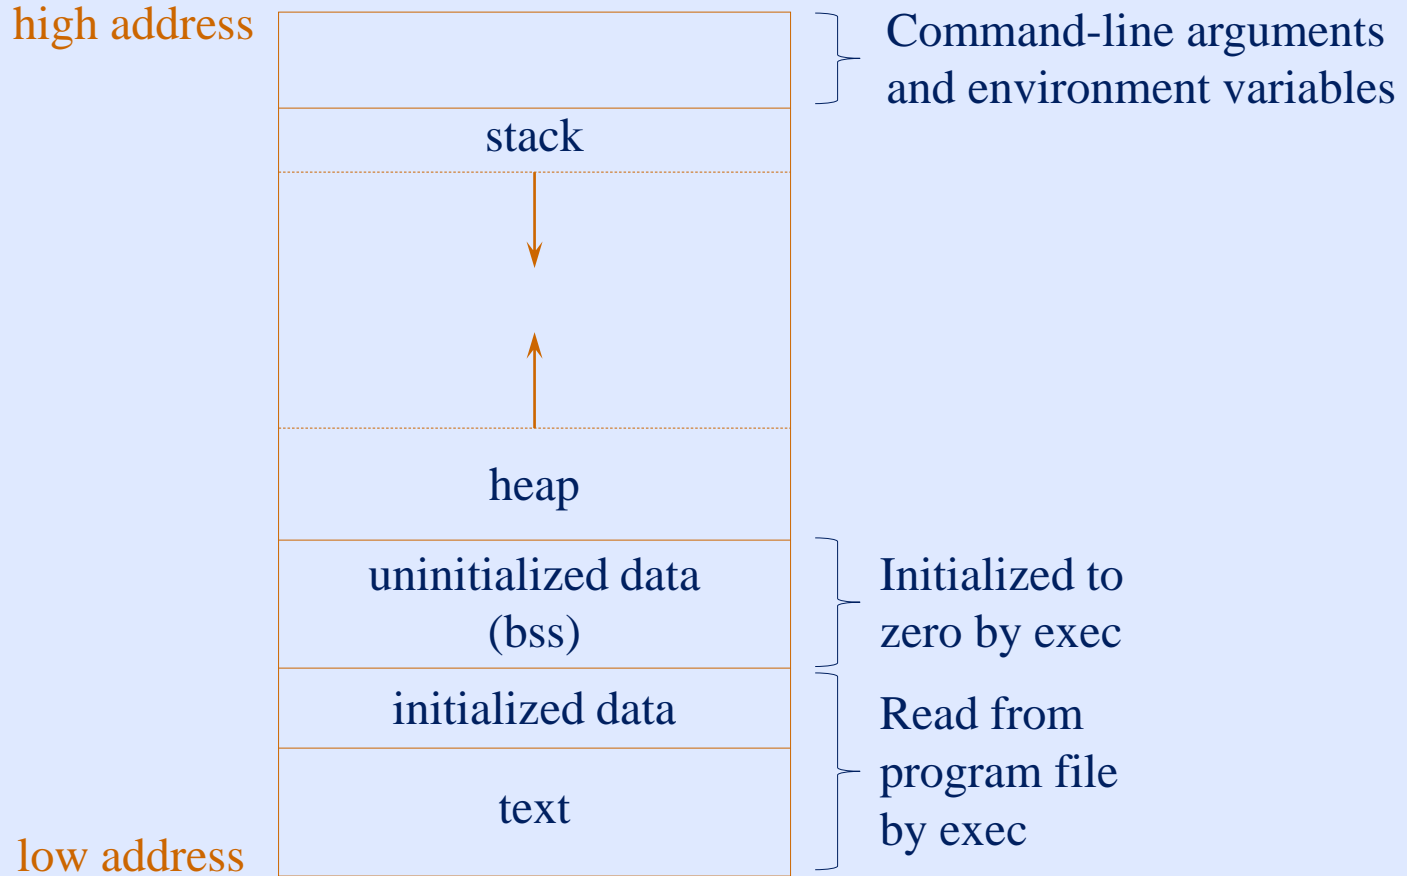 high address
Command-line arguments
and environment variables
stack
heap
uninitialized data
(bss)
Initialized to
zero by exec
initialized data
Read from
program file
by exec
text
low address